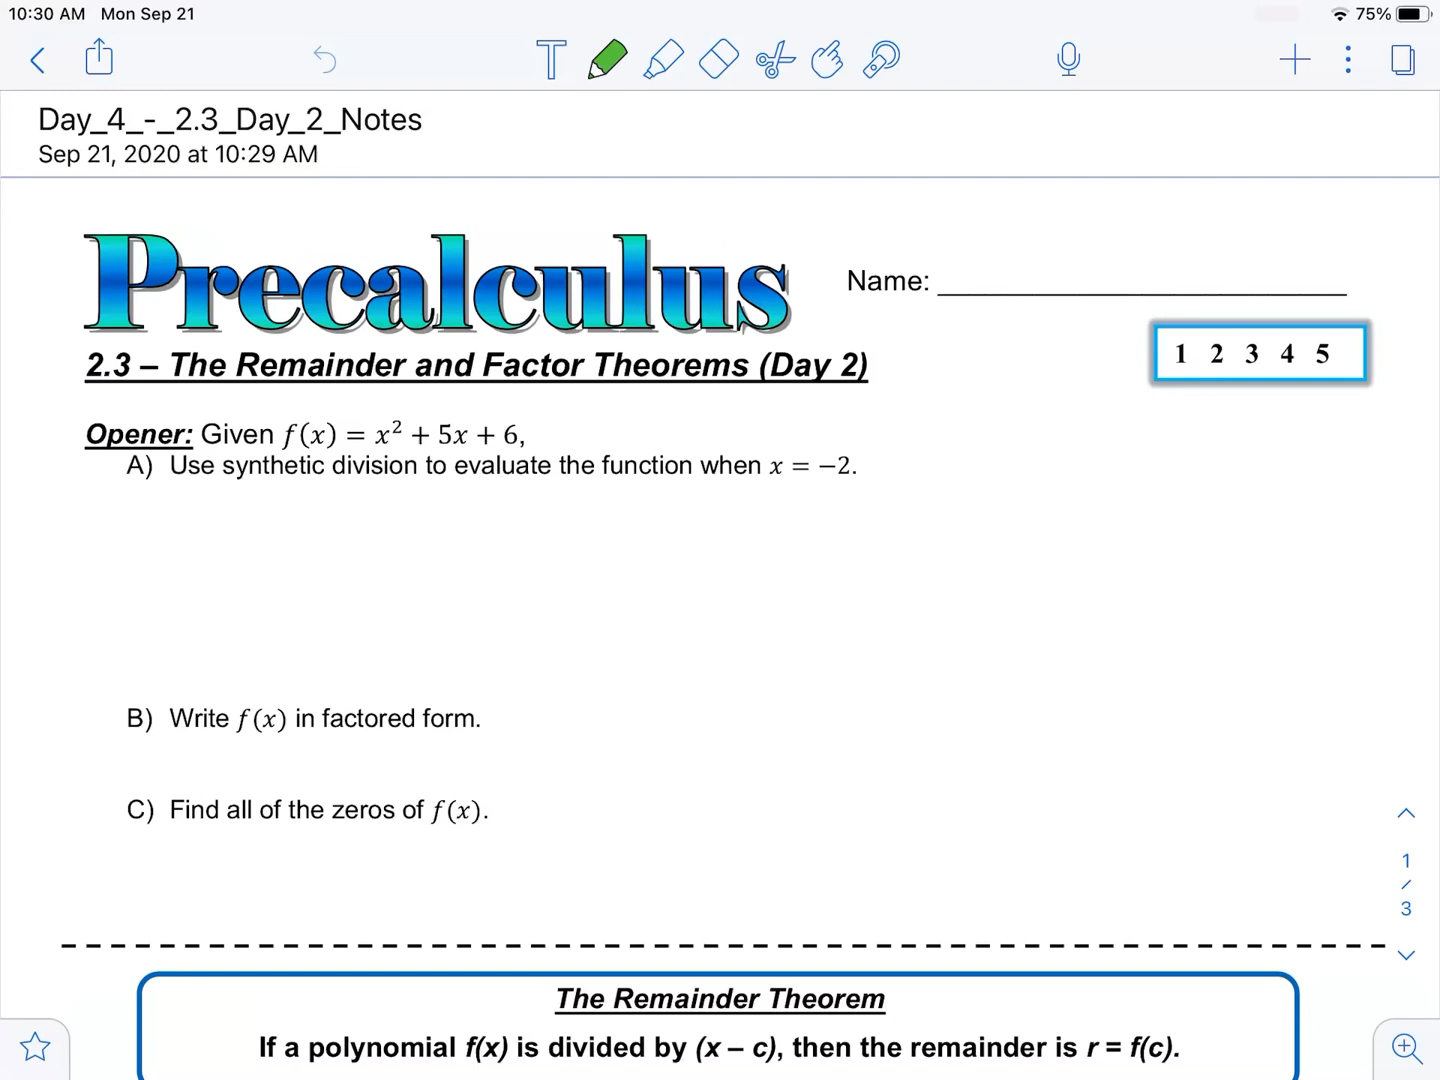 10:30 AM Mon Sep 21
75%
Day_4_-_2.3_Day_2_Notes
Sep 21, 2020 at 10:29 AM
Precalculus
Name: ____________________________
2.3 – The Remainder and Factor Theorems (Day 2)
1 2 3 4 5
Opener: Given f(x) = x² + 5x + 6,
A) Use synthetic division to evaluate the function when x = −2.
B) Write f(x) in factored form.
C) Find all of the zeros of f(x).
1
/
3
The Remainder Theorem
If a polynomial f(x) is divided by (x – c), then the remainder is r = f(c).